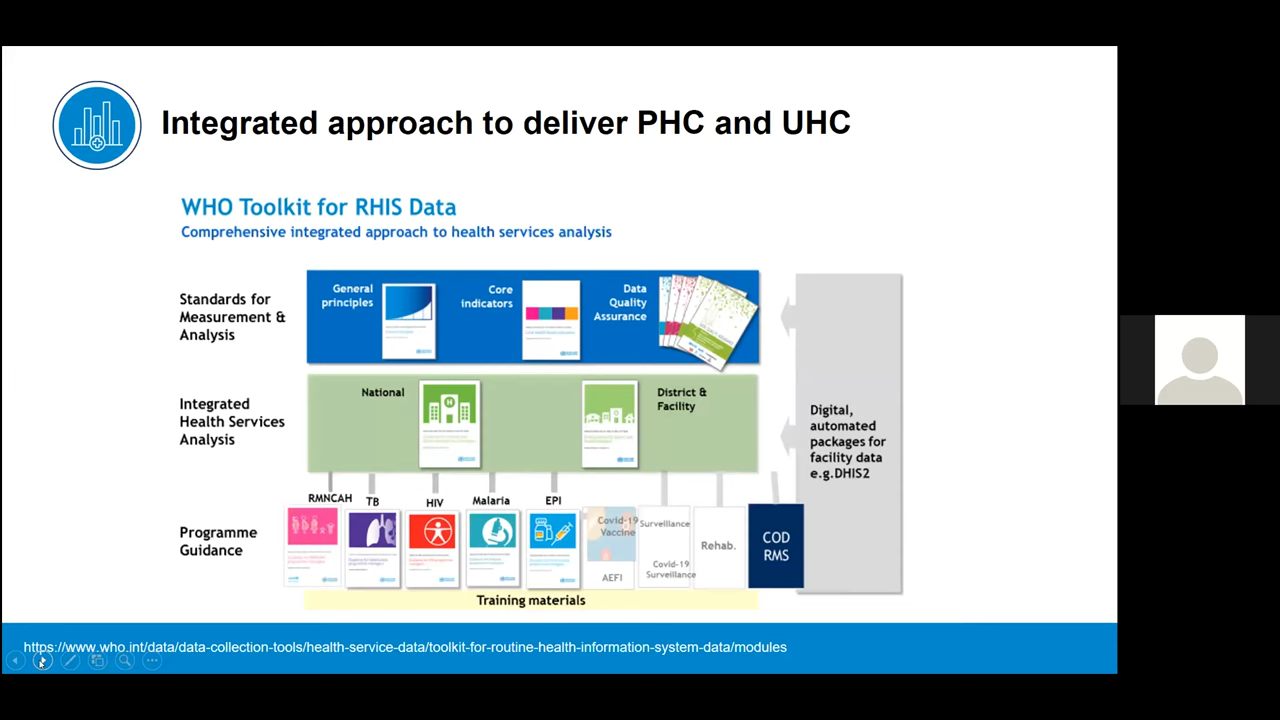 Integrated approach to deliver PHC and UHC
WHO Toolkit for RHIS Data
Comprehensive integrated approach to health services analysis
Standards for
Measurement &
Analysis
General
principles
Core
indicators
Data
Quality
Assurance
Integrated
Health Services
Analysis
National
District &
Facility
Digital,
automated
packages for
facility data
e.g.DHIS2
Programme
Guidance
RMNCAH
TB
HIV
Malaria
EPI
Covid-19
Vaccine
AEFI
Surveillance
Covid-19
Surveillance
Rehab.
COD
RMS
Training materials
https://www.who.int/data/data-collection-tools/health-service-data/toolkit-for-routine-health-information-system-data/modules